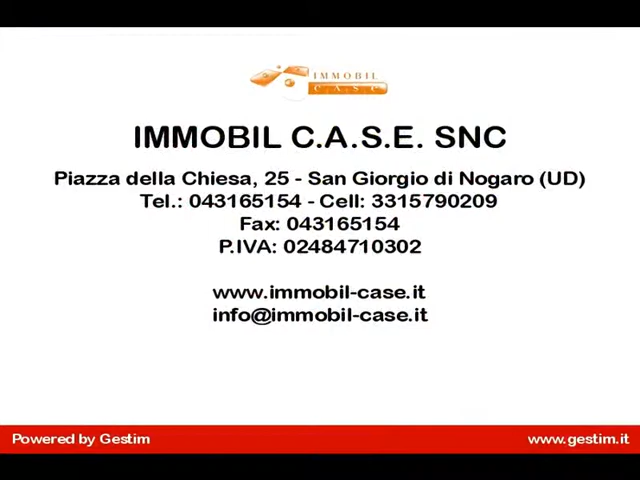 IMMOBIL
C.A.S.E
IMMOBIL C.A.S.E. SNC
Piazza della Chiesa, 25 - San Giorgio di Nogaro (UD)
Tel.: 043165154 - Cell: 3315790209
Fax: 043165154
P.IVA: 02484710302
www.immobil-case.it
info@immobil-case.it
Powered by Gestim
www.gestim.it